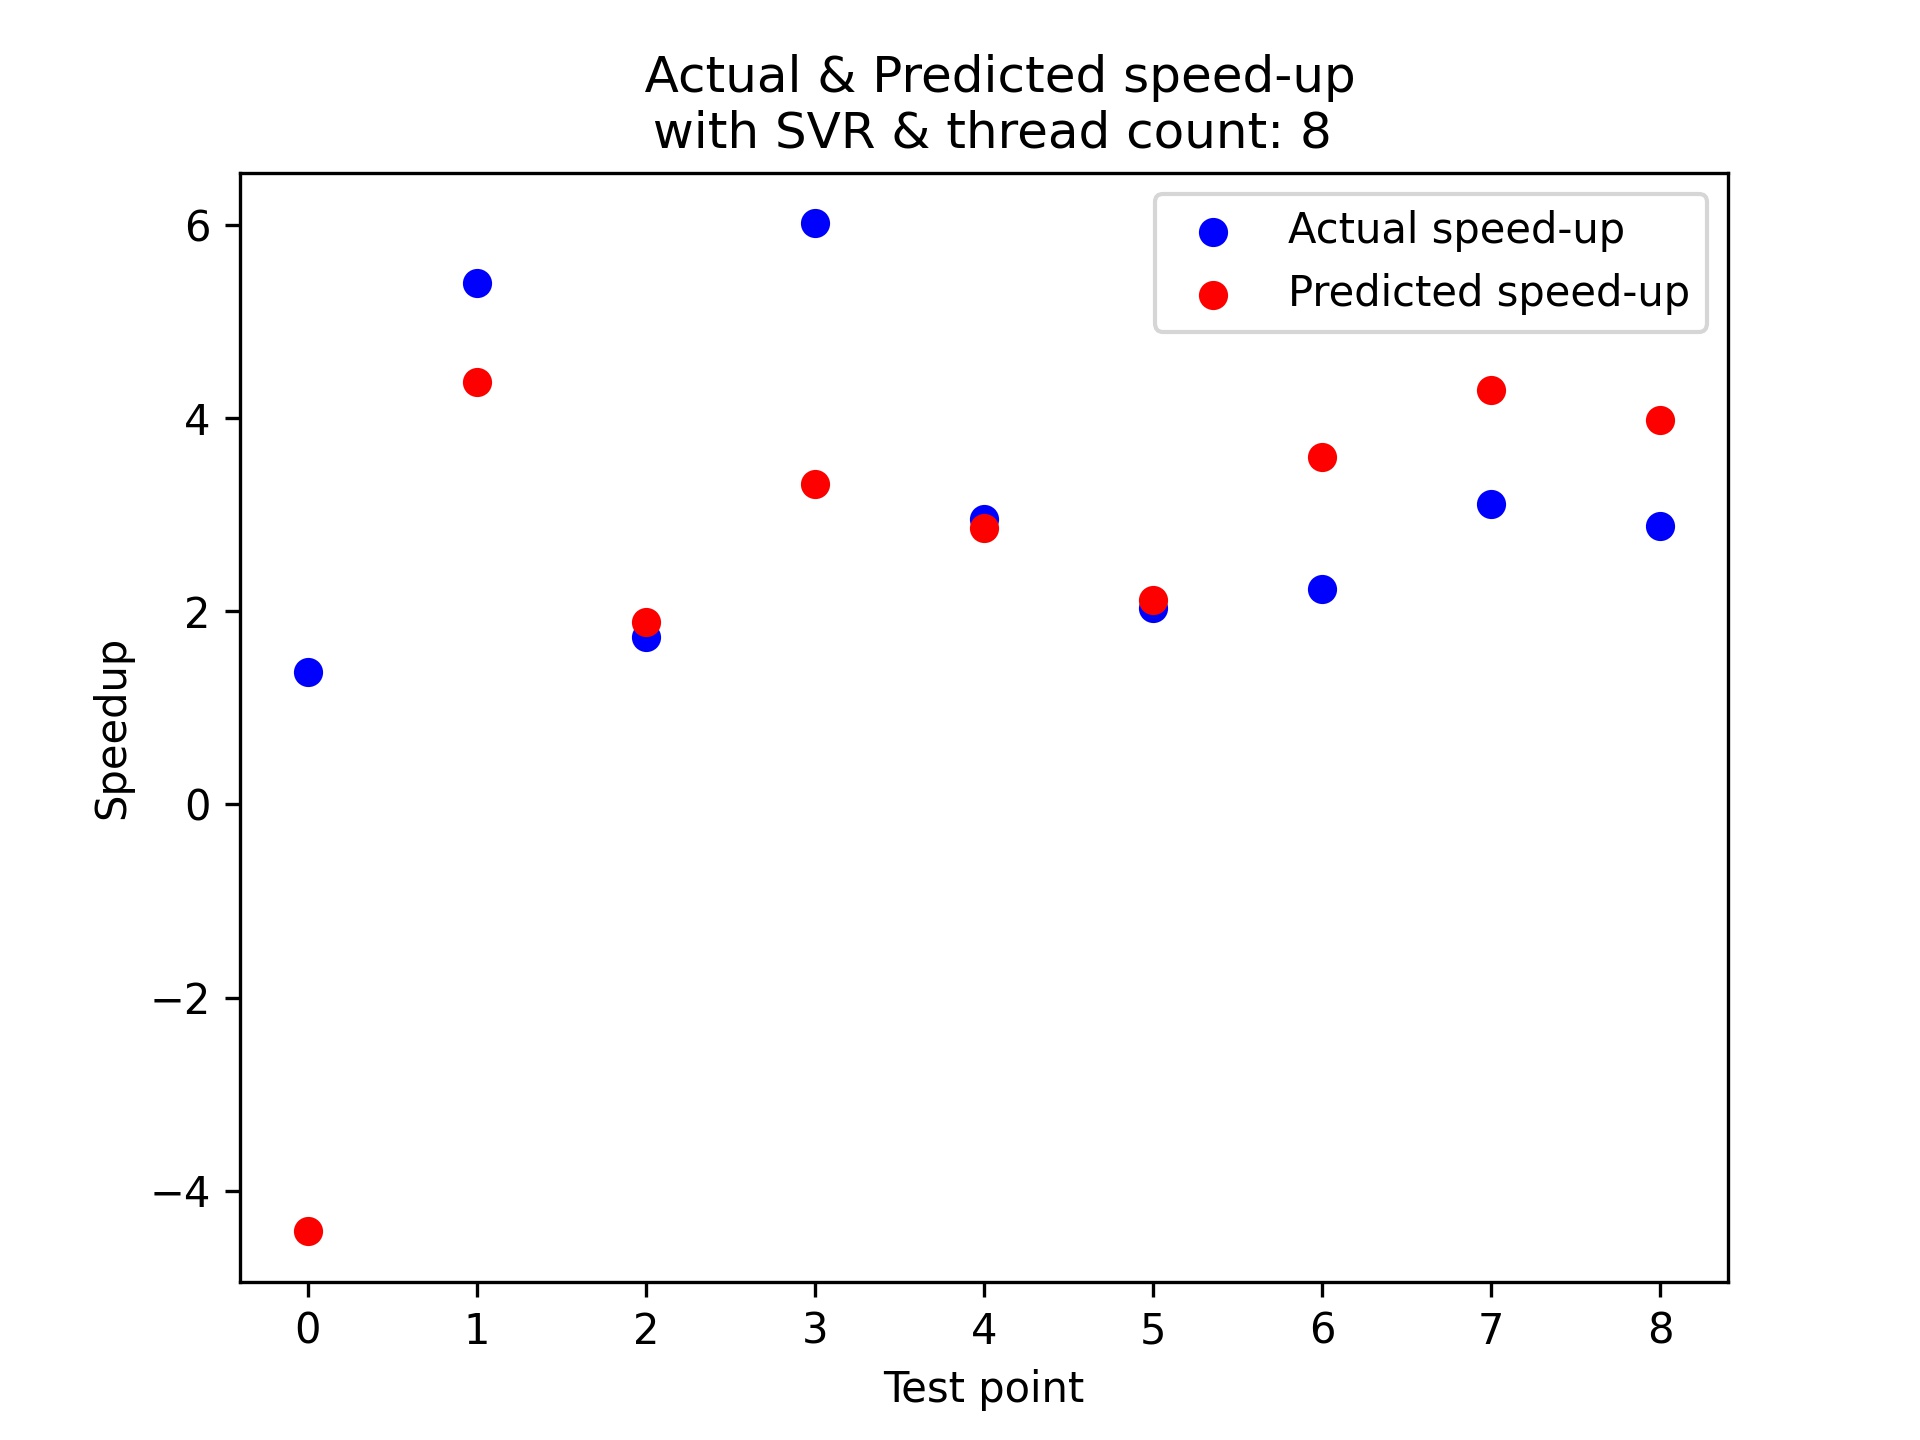 Actual & Predicted speed-up
with SVR & thread count: 8
Actual speed-up
Predicted speed-up
6
4
2
0
−2
−4
Speedup
0 1 2 3 4 5 6 7 8
Test point